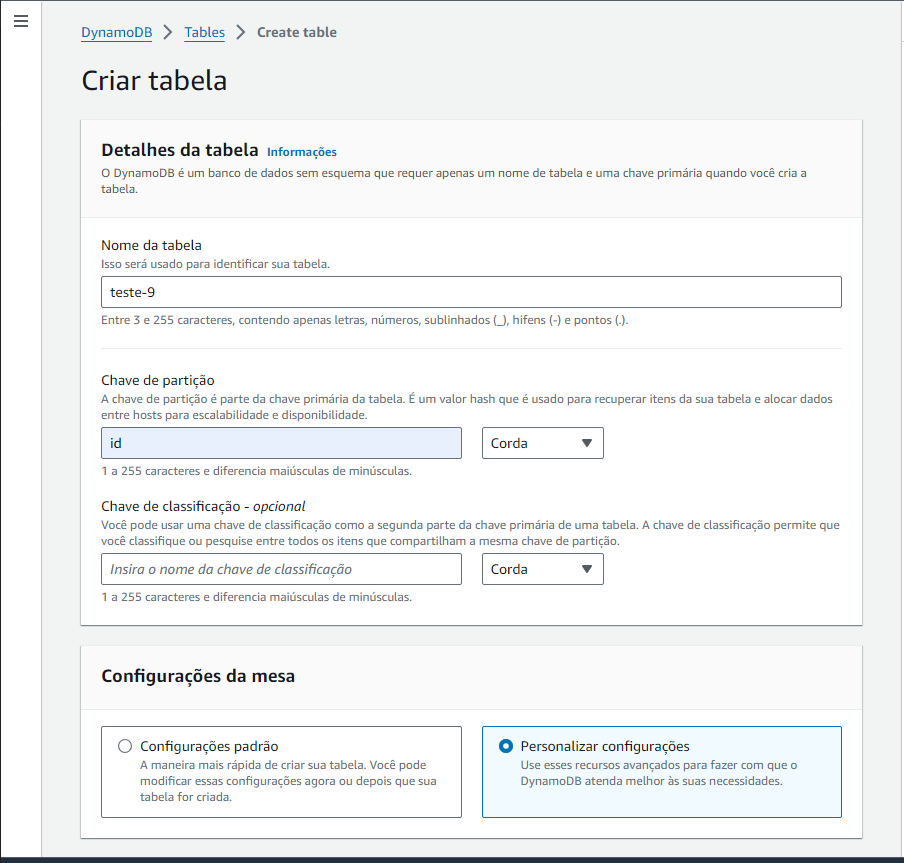 DynamoDB > Tables > Create table
Criar tabela
Detalhes da tabela Informações
O DynamoDB é um banco de dados sem esquema que requer apenas um nome de tabela e uma chave primária quando você cria a
tabela.
Nome da tabela
Isso será usado para identificar sua tabela.
teste-9
Entre 3 e 255 caracteres, contendo apenas letras, números, sublinhados (_), hifens (-) e pontos (.).
Chave de partição
A chave de partição é parte da chave primária da tabela. É um valor hash que é usado para recuperar itens da sua tabela e alocar dados
entre hosts para escalabilidade e disponibilidade.
id Corda
1 a 255 caracteres e diferencia maiúsculas de minúsculas.
Chave de classificação - opcional
Você pode usar uma chave de classificação como a segunda parte da chave primária de uma tabela. A chave de classificação permite que
você classifique ou pesquise entre todos os itens que compartilham a mesma chave de partição.
Insira o nome da chave de classificação Corda
1 a 255 caracteres e diferencia maiúsculas de minúsculas.
Configurações da mesa
Configurações padrão
A maneira mais rápida de criar sua tabela. Você pode
modificar essas configurações agora ou depois que sua
tabela for criada.
Personalizar configurações
Use esses recursos avançados para fazer com que o
DynamoDB atenda melhor às suas necessidades.